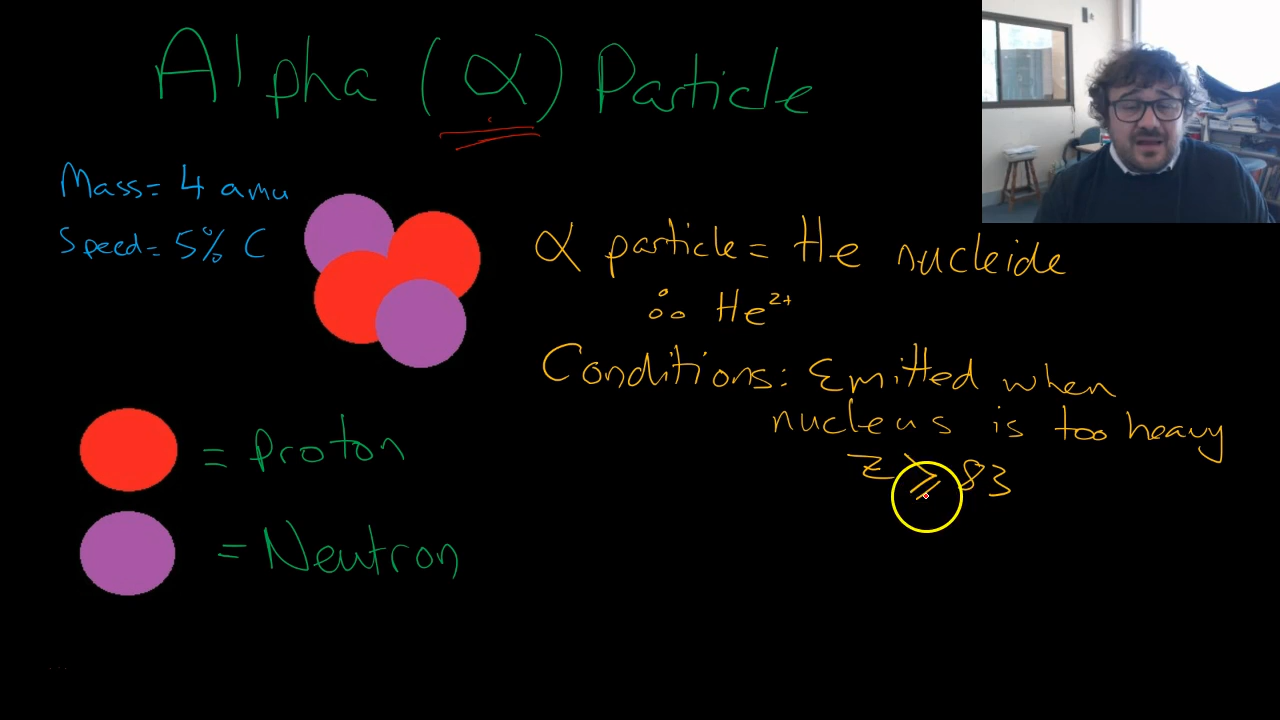 Alpha (α) Particle
Mass= 4 amu
Speed= 5% C
α particle= He nucleide
∴ He²⁺
Conditions: Emitted when
nucleus is too heavy
Z ⩾ 83
= Proton
= Neutron